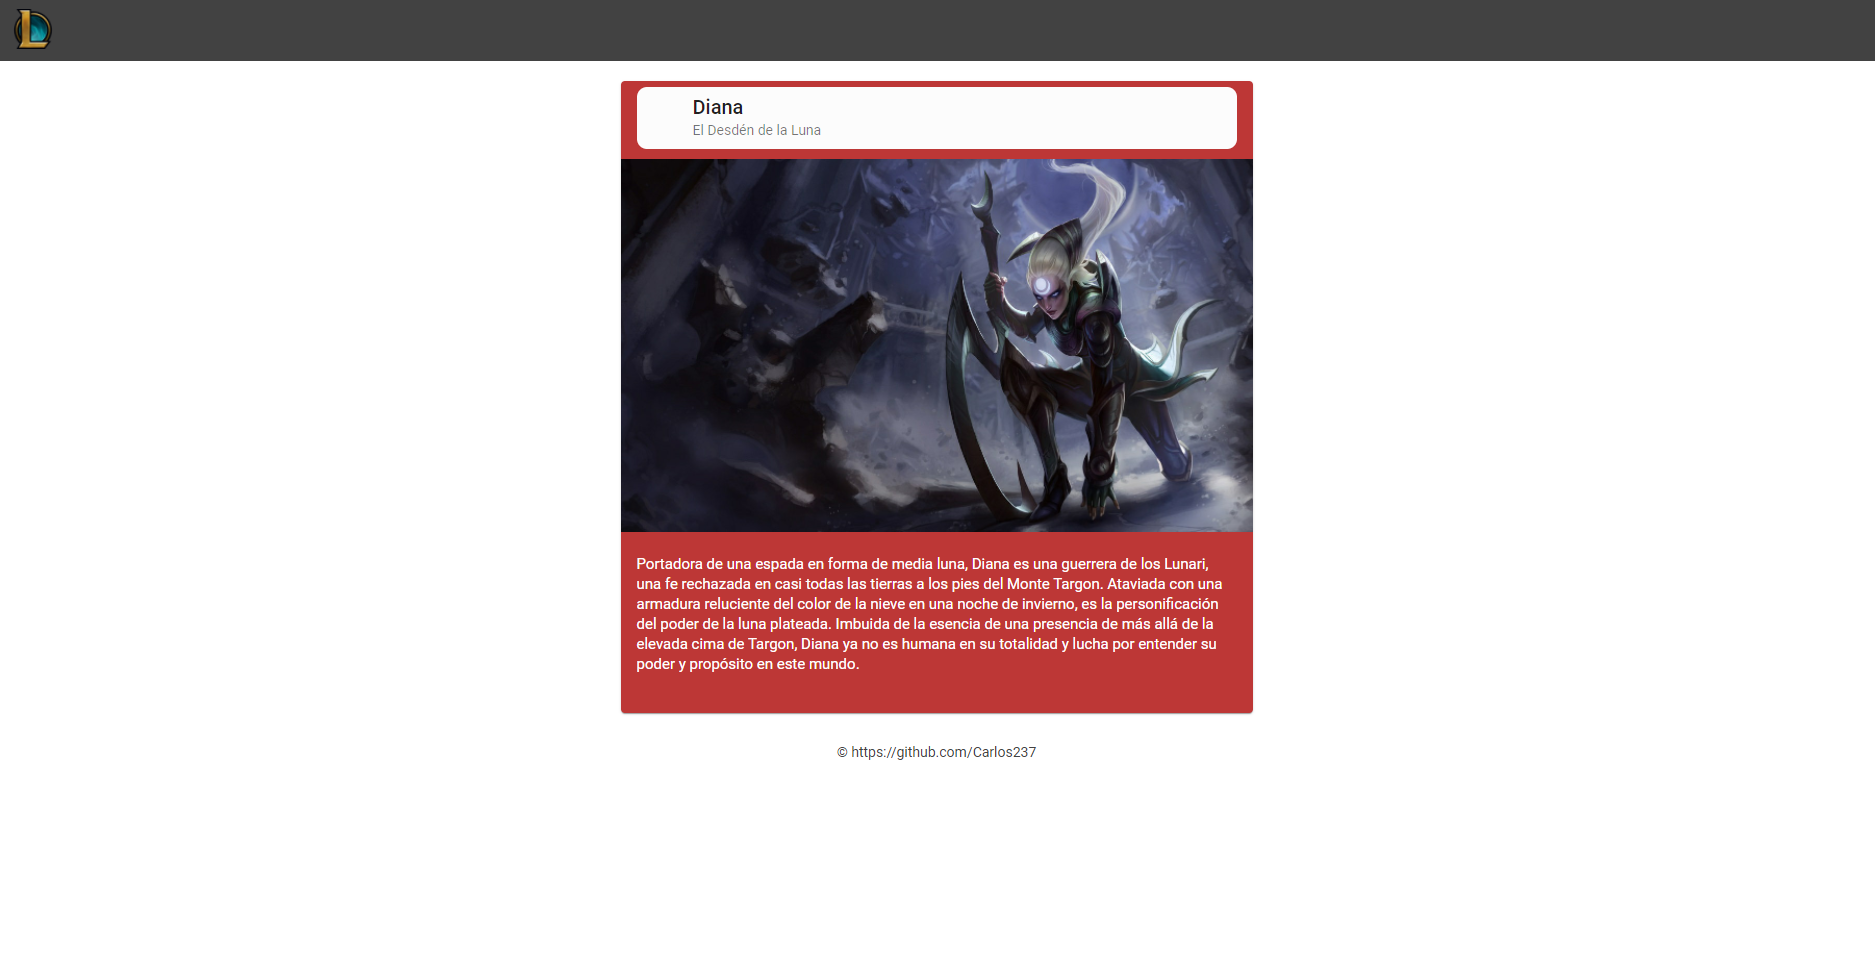 Diana
El Desdén de la Luna
Portadora de una espada en forma de media luna, Diana es una guerrera de los Lunari,
una fe rechazada en casi todas las tierras a los pies del Monte Targon. Ataviada con una
armadura reluciente del color de la nieve en una noche de invierno, es la personificación
del poder de la luna plateada. Imbuida de la esencia de una presencia de más allá de la
elevada cima de Targon, Diana ya no es humana en su totalidad y lucha por entender su
poder y propósito en este mundo.
© https://github.com/Carlos237